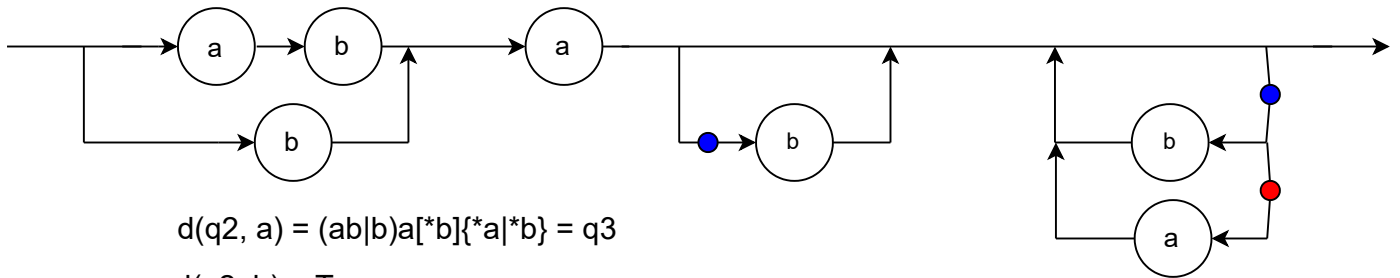 a b a
b b b
d(q2, a) = (ab|b)a[*b]{*a|*b} = q3
a